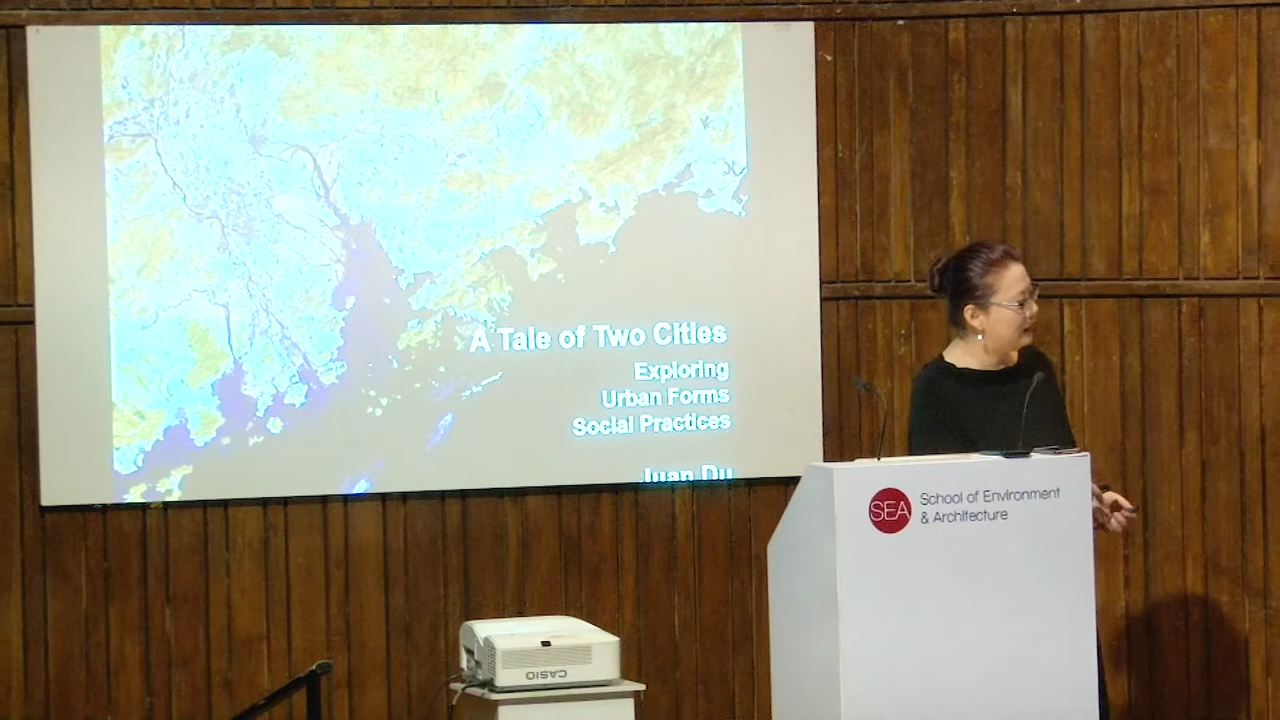 A Tale of Two Cities
Exploring
Urban Forms
Social Practices
Juan Du
SEA
School of Environment
& Architecture
CASIO